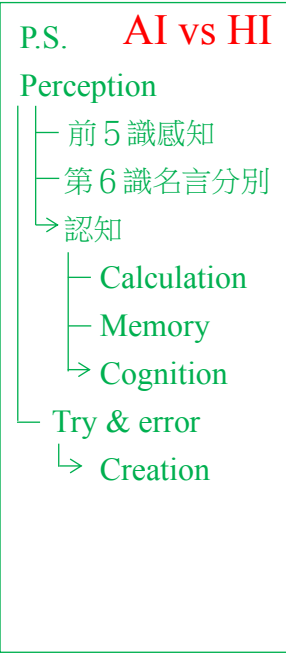 P.S. AI vs HI
Perception
前５識感知
第６識名言分別
認知
Calculation
Memory
Cognition
Try & error
Creation